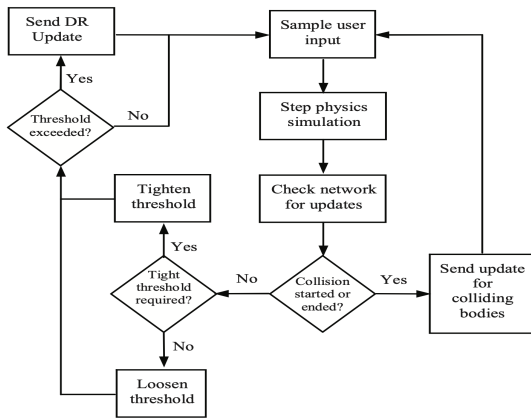 Send DR
Update
Sample user
input
Yes
Threshold
exceeded?
No
Step physics
simulation
Tighten
threshold
Check network
for updates
Yes
Tight
threshold
required?
No
Collision
started or
ended?
Yes
Send update
for
colliding
bodies
No
Loosen
threshold